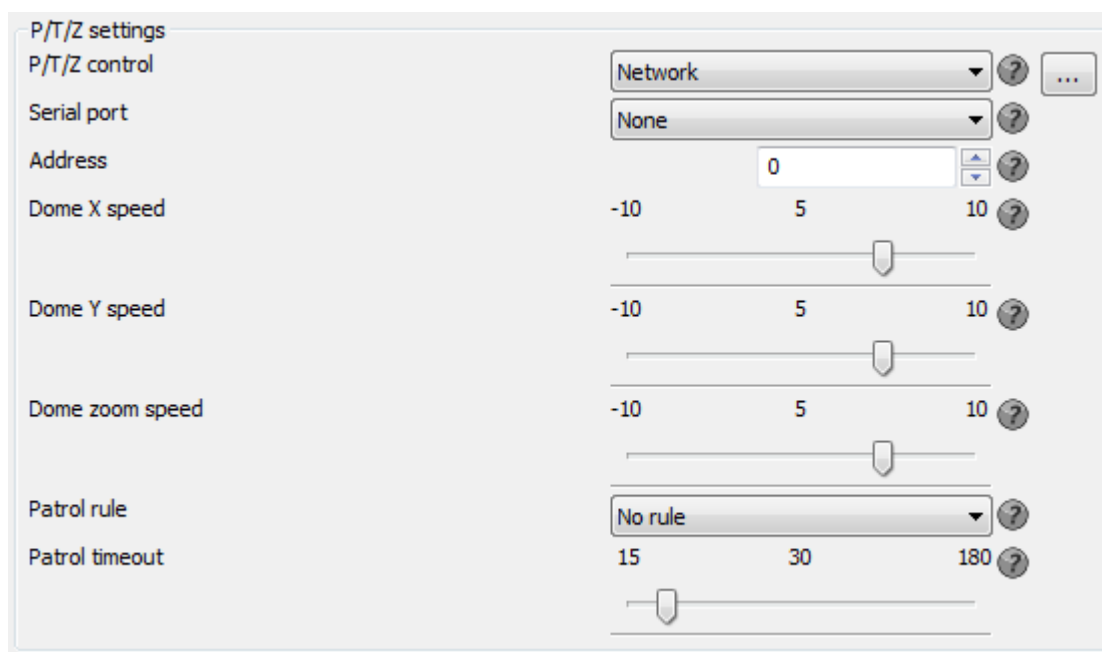 P/T/Z settings
P/T/Z control Network ? ...
Serial port None ?
Address 0 ?
Dome X speed -10 5 10 ?
Dome Y speed -10 5 10 ?
Dome zoom speed -10 5 10 ?
Patrol rule No rule ?
Patrol timeout 15 30 180 ?